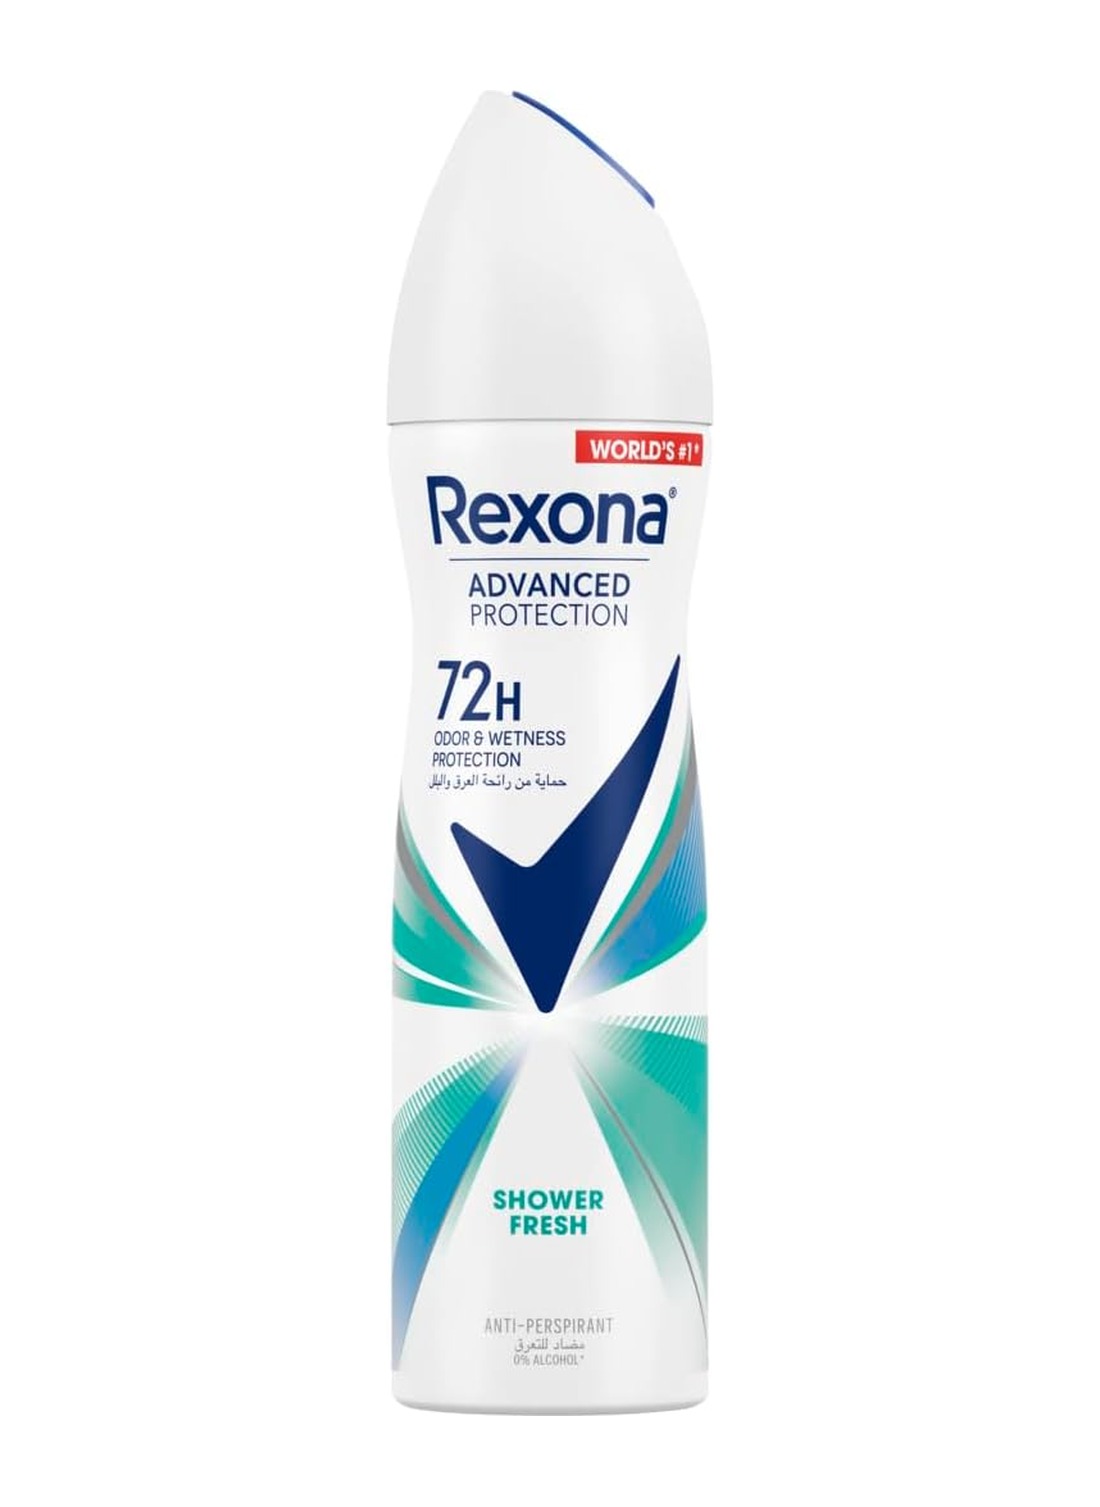 WORLD'S #1*
Rexona®
ADVANCED
PROTECTION
72H
ODOR & WETNESS
PROTECTION
حماية من رائحة العرق والبلل
SHOWER
FRESH
ANTI-PERSPIRANT
مضاد للتعرق
0% ALCOHOL*